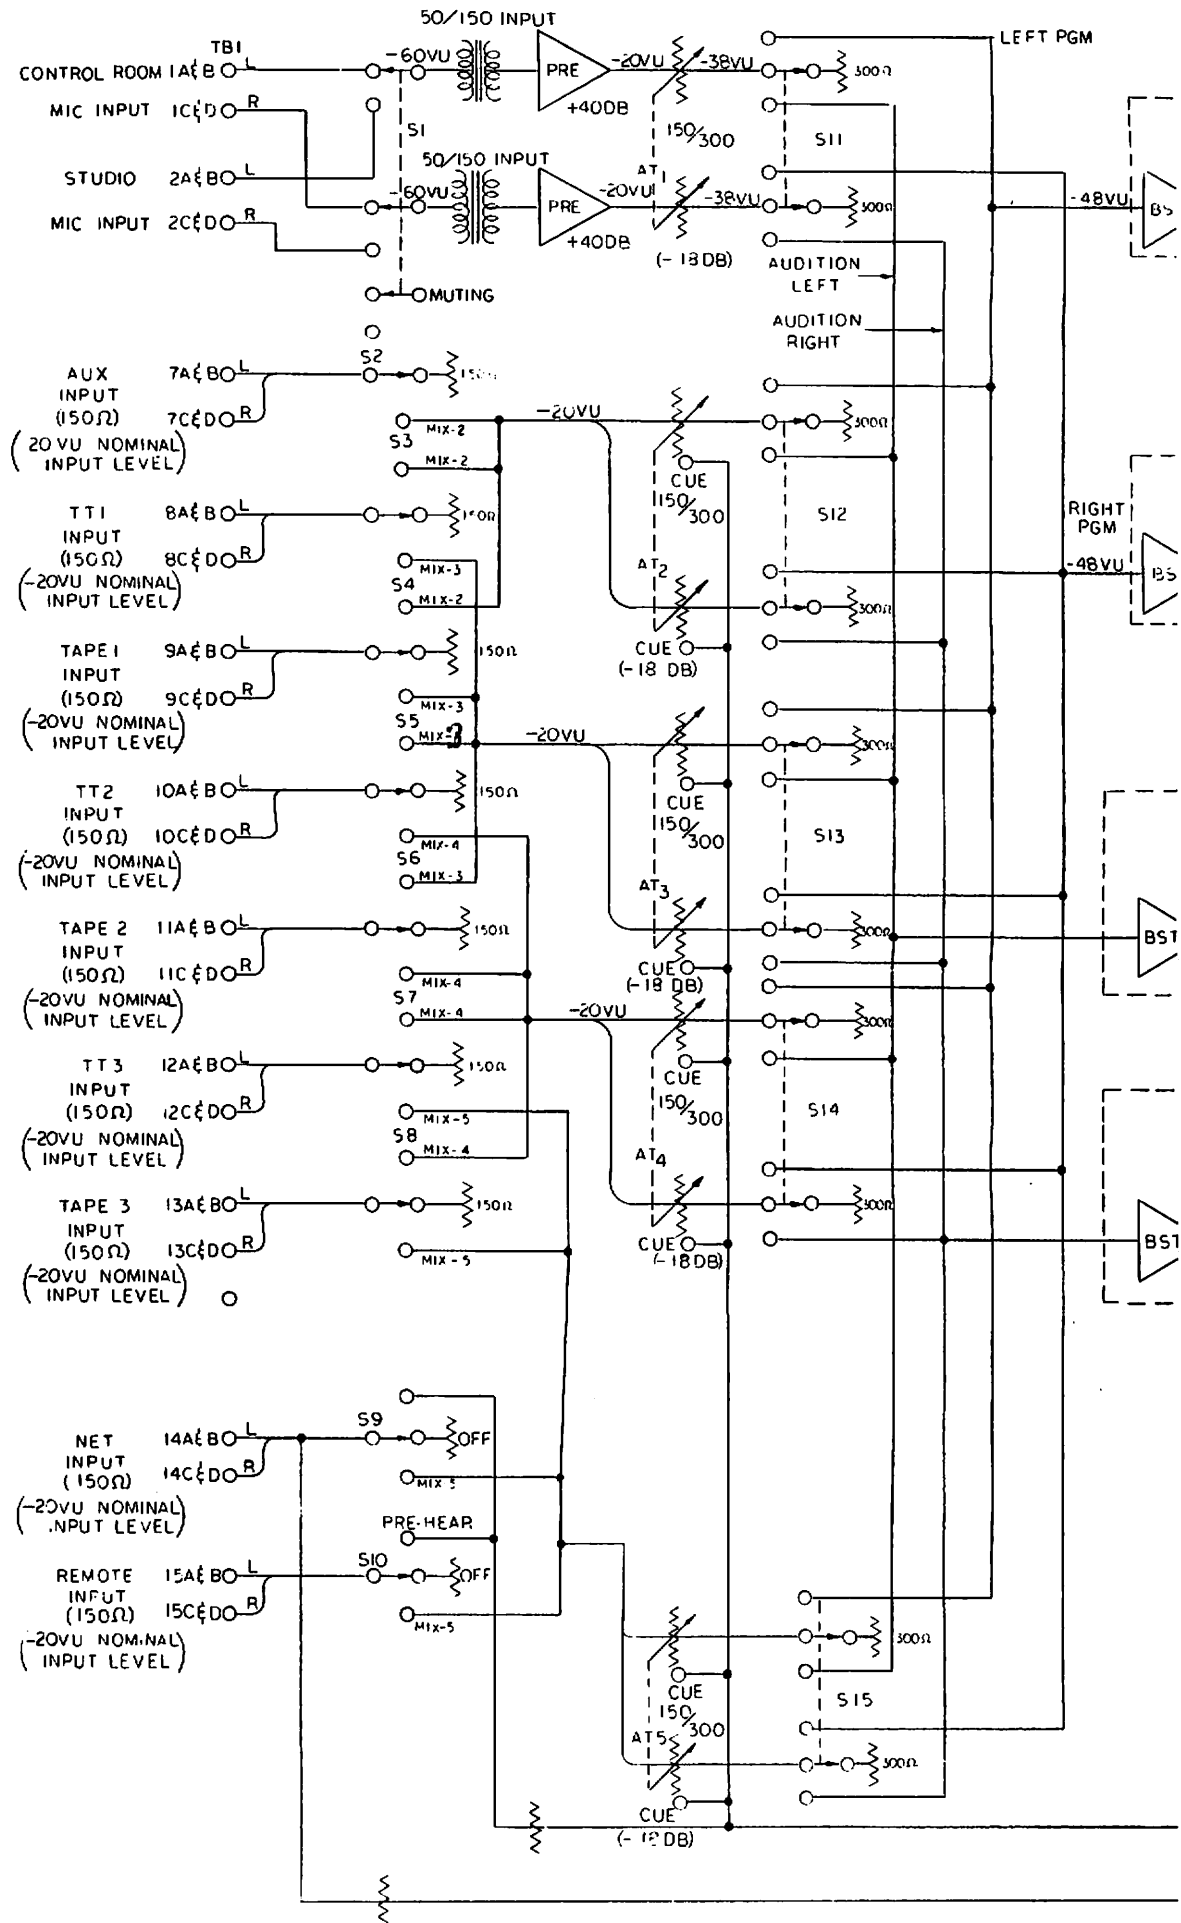 50/150 INPUT
LEFT PGM
TB1
CONTROL ROOM 1A&B L
-60VU
PRE
+40DB
-20VU
-38VU
300Ω
MIC INPUT 1C&D R
S1
150/300
S11
50/150 INPUT
STUDIO 2A&B L
-60VU
PRE
+40DB
AT1
-20VU
-38VU
300Ω
-48VU
BS
MIC INPUT 2C&D R
(-18DB)
AUDITION
LEFT
MUTING
AUDITION
RIGHT
AUX 7A&B L
INPUT
(150Ω) 7C&D R
(20 VU NOMINAL
INPUT LEVEL)
S2
150Ω
S3
MIX-2
MIX-2
-20VU
300Ω
CUE
150/300
S12
TT1 8A&B L
INPUT
(150Ω) 8C&D R
(-20VU NOMINAL
INPUT LEVEL)
150Ω
RIGHT
PGM
-48VU
BS
MIX-3
S4
MIX-2
AT2
300Ω
CUE
(-18 DB)
TAPE 1 9A&B L
INPUT
(150Ω) 9C&D R
(-20VU NOMINAL
INPUT LEVEL)
150Ω
MIX-3
S5
MIX-3
-20VU
300Ω
CUE
150/300
S13
TT2 10A&B L
INPUT
(150Ω) 10C&D R
(-20VU NOMINAL
INPUT LEVEL)
150Ω
MIX-4
S6
MIX-3
AT3
300Ω
BST
CUE
(-18 DB)
TAPE 2 11A&B L
INPUT
(150Ω) 11C&D R
(-20VU NOMINAL
INPUT LEVEL)
150Ω
MIX-4
S7
MIX-4
-20VU
300Ω
CUE
150/300
S14
TT3 12A&B L
INPUT
(150Ω) 12C&D R
(-20VU NOMINAL
INPUT LEVEL)
150Ω
MIX-5
S8
MIX-4
AT4
300Ω
BST
CUE
(-18DB)
TAPE 3 13A&B L
INPUT
(150Ω) 13C&D R
(-20VU NOMINAL
INPUT LEVEL)
150Ω
MIX-5
NET 14A&B L
INPUT
(150Ω) 14C&D R
(-20VU NOMINAL
INPUT LEVEL)
S9
OFF
PRE-HEAR
REMOTE 15A&B L
INPUT
(150Ω) 15C&D R
(-20VU NOMINAL
INPUT LEVEL)
S10
OFF
MIX-5
300Ω
CUE
150/300
S15
AT5
300Ω
CUE
(-18DB)